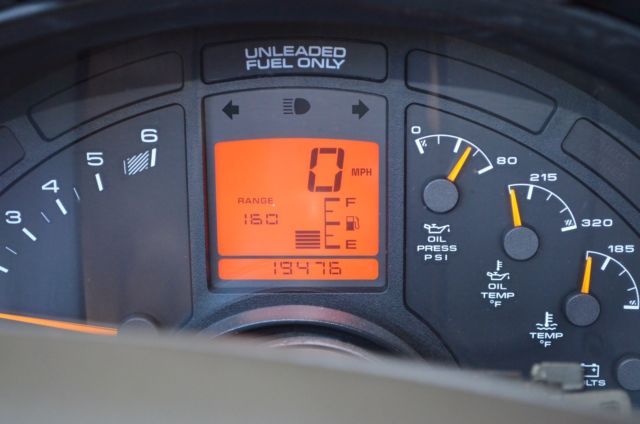 UNLEADED
FUEL ONLY
3
4
5
6
0 MPH
RANGE
160
F
E
19476
0
80
OIL
PRESS
PSI
215
320
OIL
TEMP
°F
185
TEMP
°F